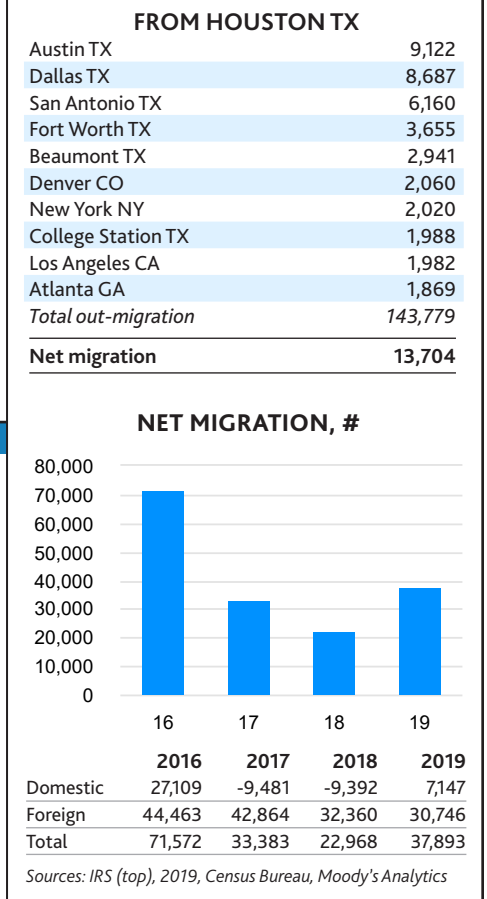 FROM HOUSTON TX
Austin TX 9,122
Dallas TX 8,687
San Antonio TX 6,160
Fort Worth TX 3,655
Beaumont TX 2,941
Denver CO 2,060
New York NY 2,020
College Station TX 1,988
Los Angeles CA 1,982
Atlanta GA 1,869
Total out-migration 143,779
Net migration 13,704
NET MIGRATION, #
80,000
70,000
60,000
50,000
40,000
30,000
20,000
10,000
0
16 17 18 19
2016 2017 2018 2019
Domestic 27,109 -9,481 -9,392 7,147
Foreign 44,463 42,864 32,360 30,746
Total 71,572 33,383 22,968 37,893
Sources: IRS (top), 2019, Census Bureau, Moody's Analytics